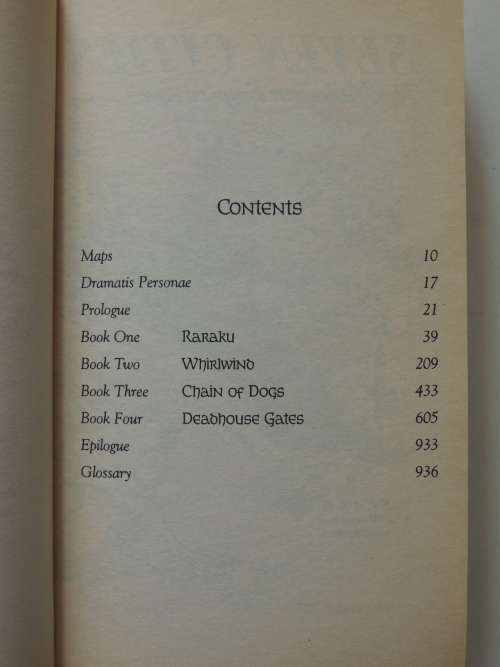 Contents
Maps 10
Dramatis Personae 17
Prologue 21
Book One Raraku 39
Book Two Whirlwind 209
Book Three Chain of Dogs 433
Book Four Deadhouse Gates 605
Epilogue 933
Glossary 936